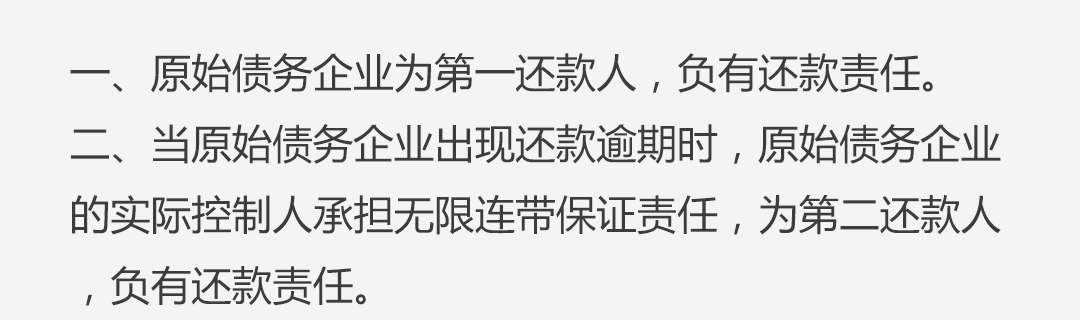 一、原始债务企业为第一还款人，负有还款责任。
二、当原始债务企业出现还款逾期时，原始债务企业
的实际控制人承担无限连带保证责任，为第二还款人
，负有还款责任。